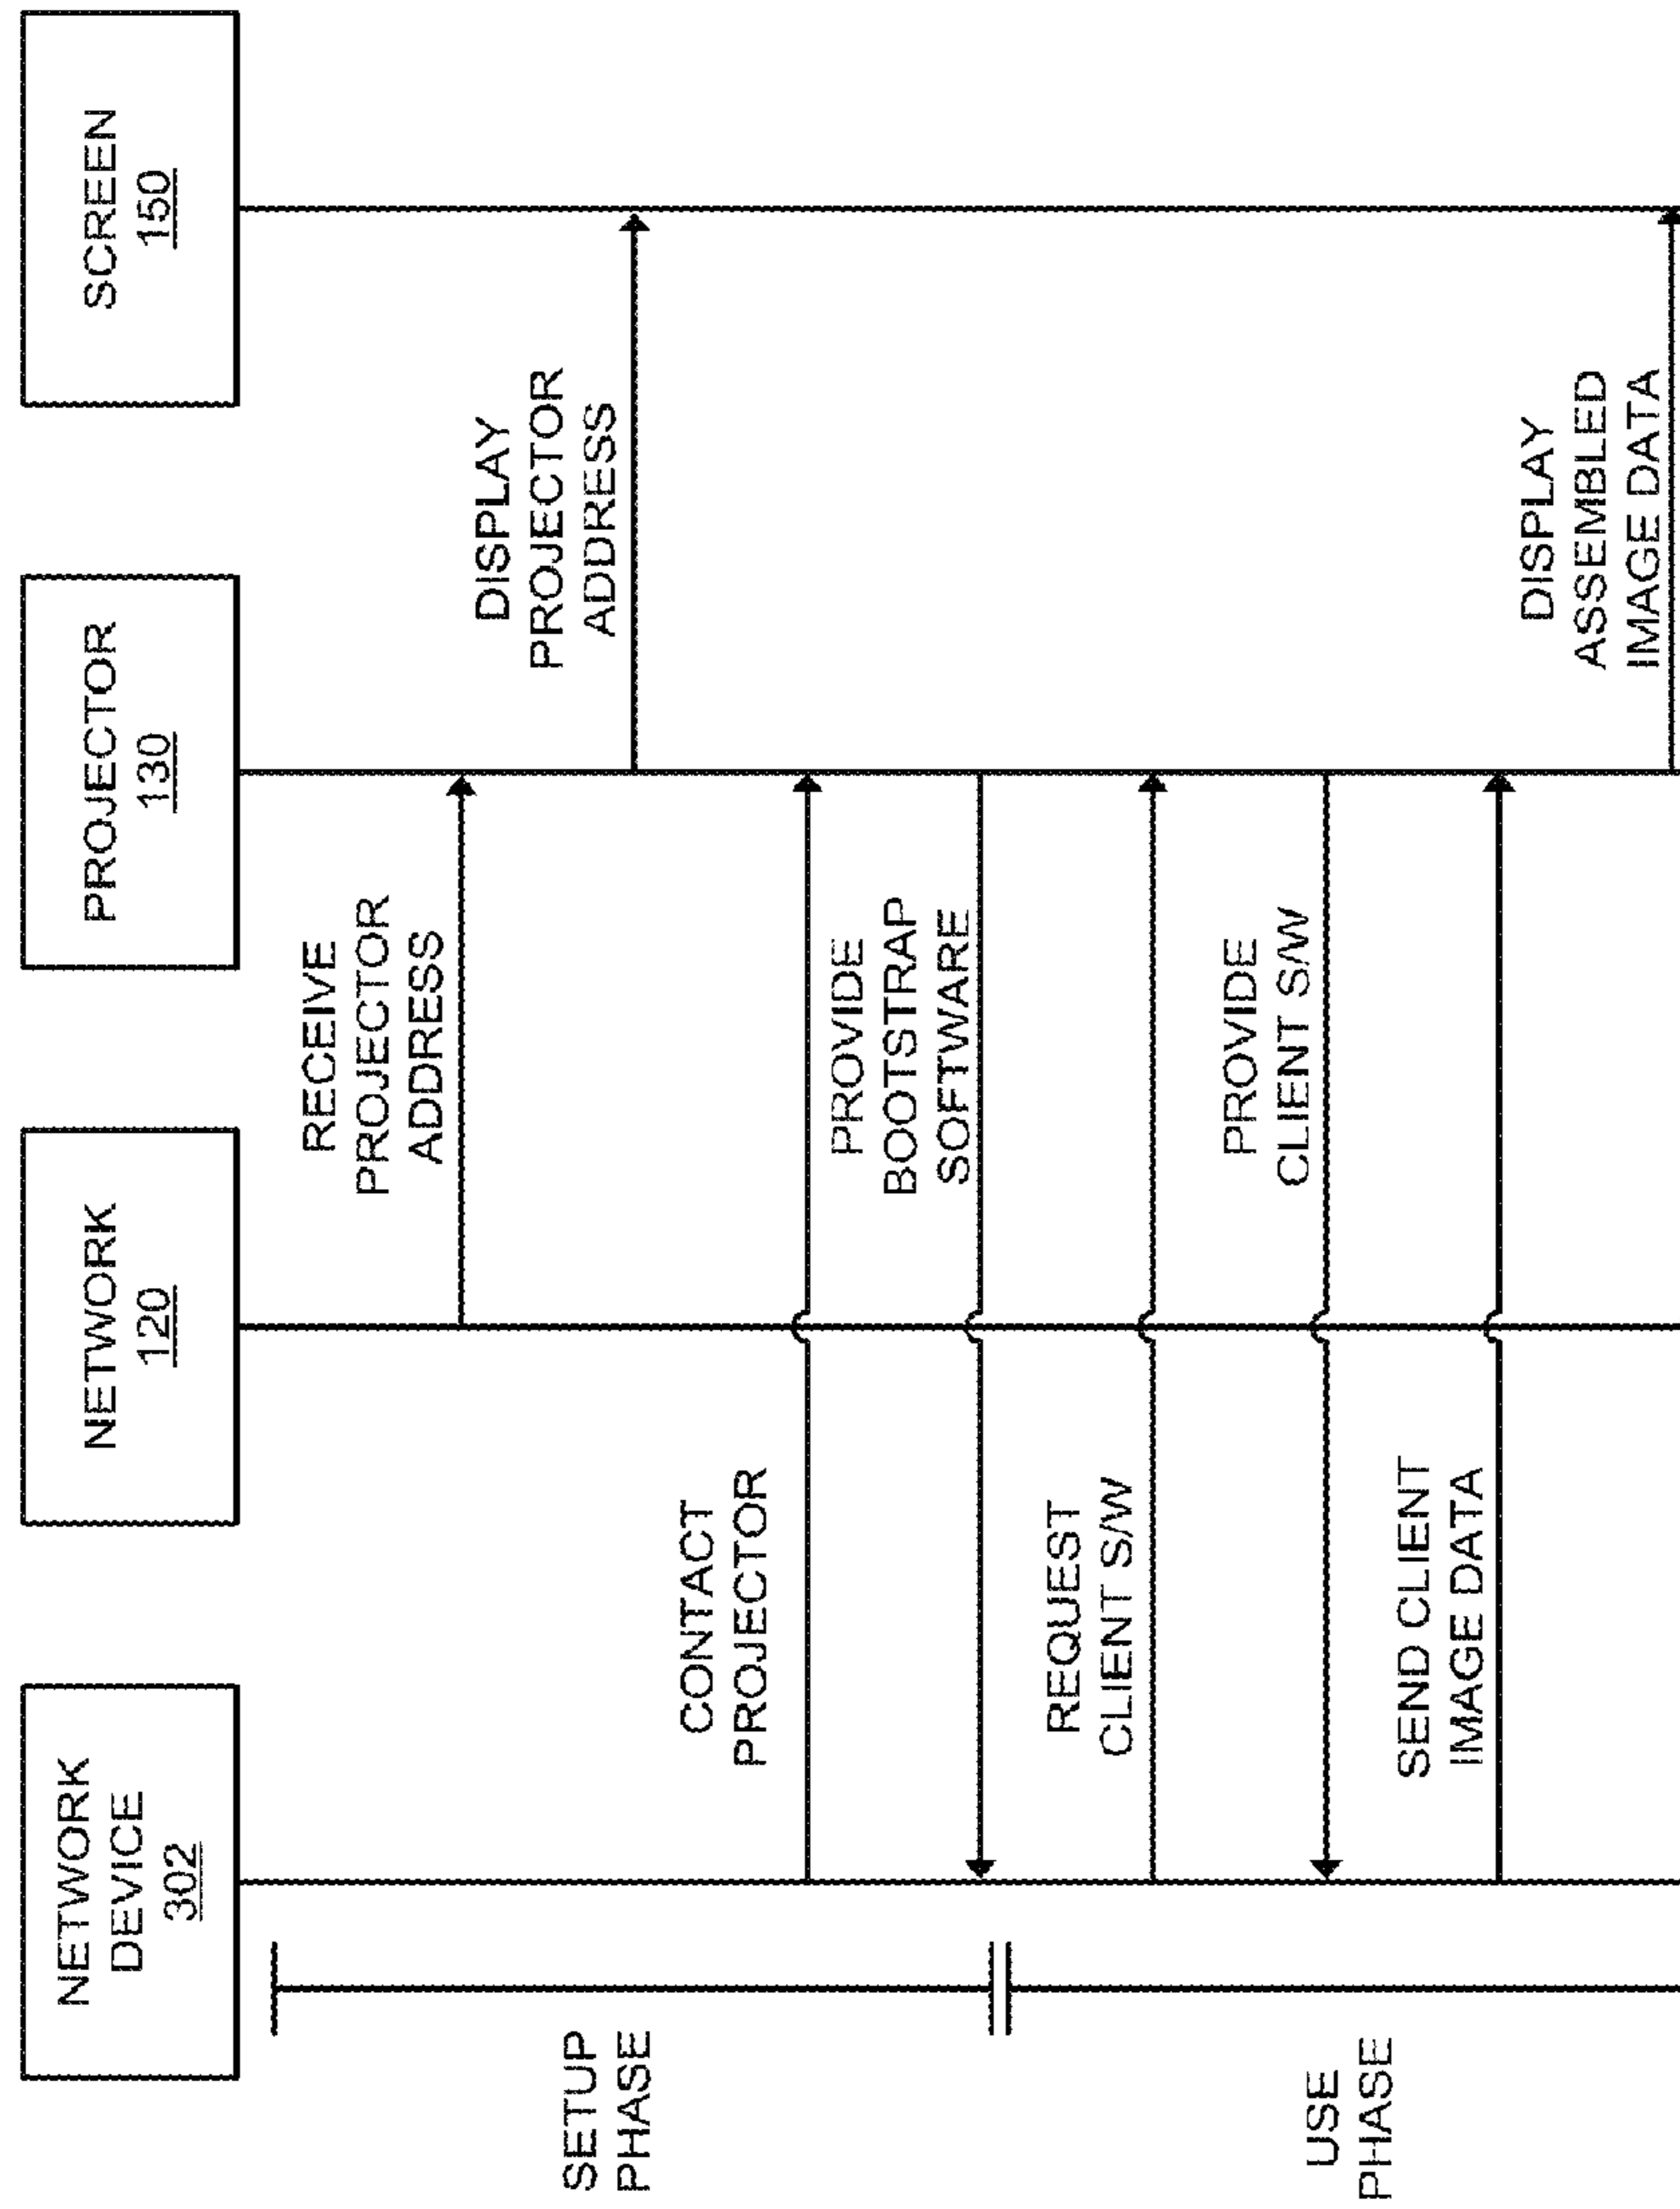 NETWORK
DEVICE
302
NETWORK
120
PROJECTOR
130
SCREEN
150
SETUP
PHASE
RECEIVE
PROJECTOR
ADDRESS
DISPLAY
PROJECTOR
ADDRESS
CONTACT
PROJECTOR
PROVIDE
BOOTSTRAP
SOFTWARE
USE
PHASE
REQUEST
CLIENT S/W
PROVIDE
CLIENT S/W
SEND CLIENT
IMAGE DATA
DISPLAY
ASSEMBLED
IMAGE DATA